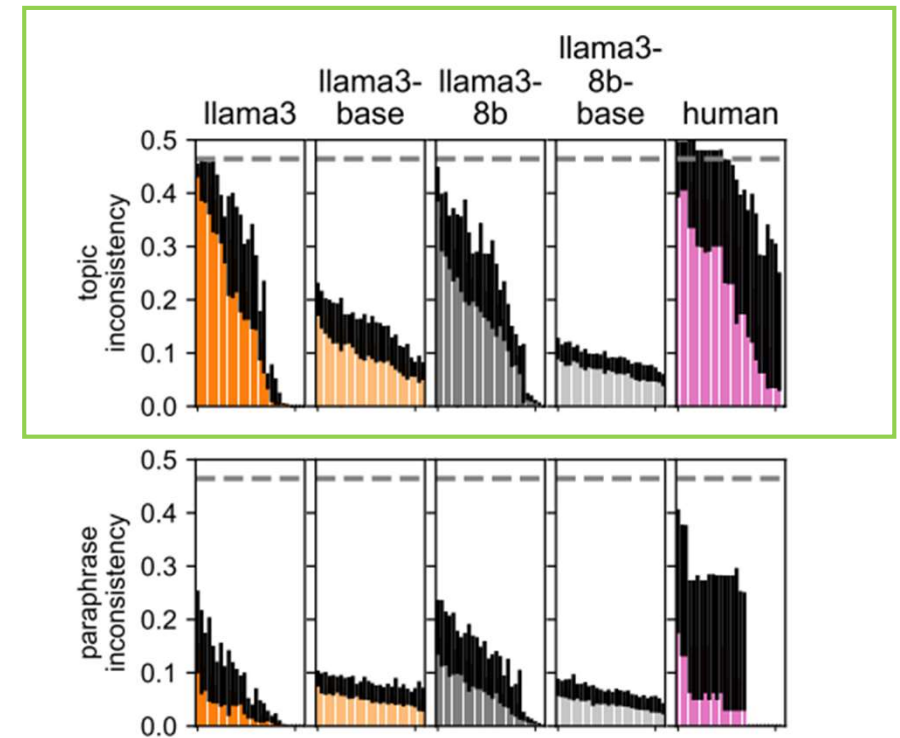 llama3
llama3-
base
llama3-
8b
llama3-
8b-
base
human
topic
inconsistency
0.5
0.4
0.3
0.2
0.1
0.0
paraphrase
inconsistency
0.5
0.4
0.3
0.2
0.1
0.0